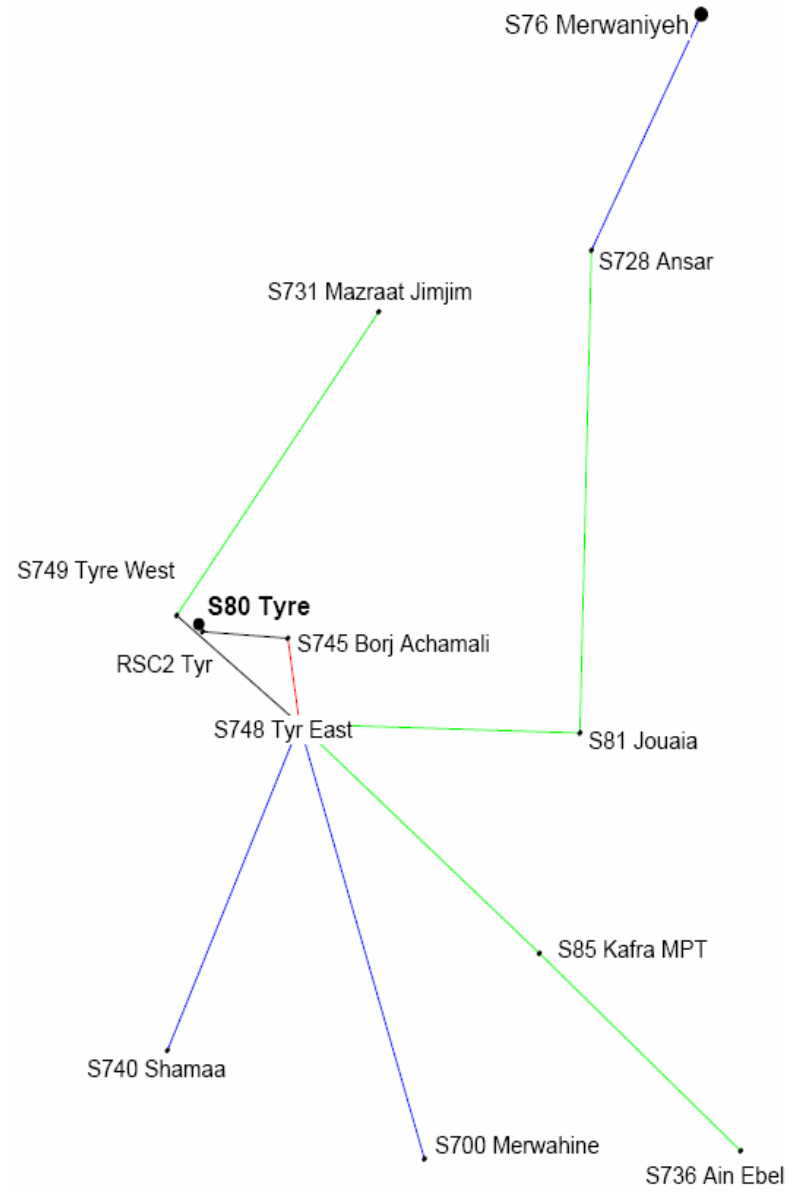 S76 Merwaniyeh
S728 Ansar
S731 Mazraat Jimjim
S749 Tyre West
S80 Tyre
S745 Borj Achamali
RSC2 Tyr
S748 Tyr East
S81 Jouaia
S85 Kafra MPT
S740 Shamaa
S700 Merwahine
S736 Ain Ebel